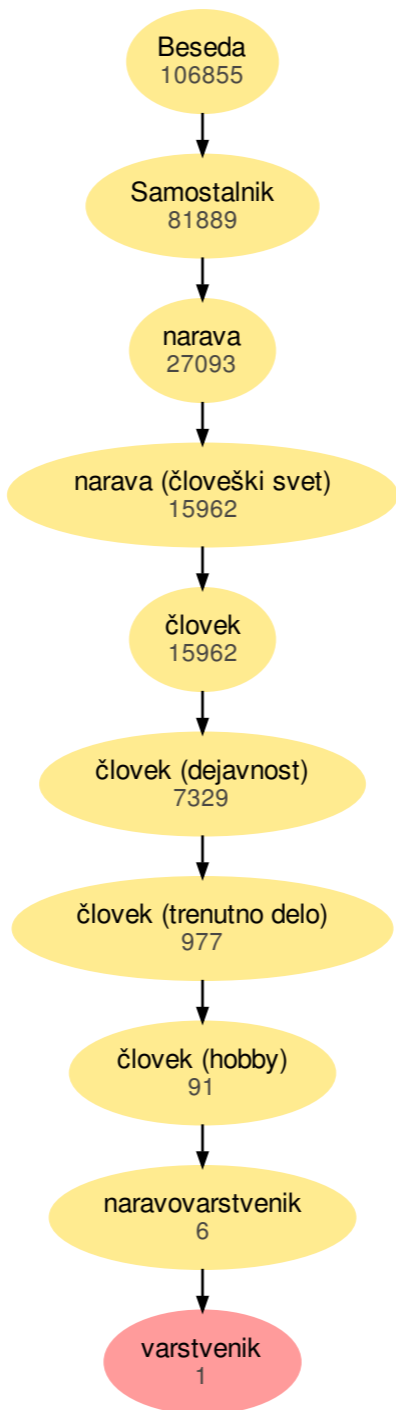 Beseda
106855
Samostalnik
81889
narava
27093
narava (človeški svet)
15962
človek
15962
človek (dejavnost)
7329
človek (trenutno delo)
977
človek (hobby)
91
naravovarstvenik
6
varstvenik
1